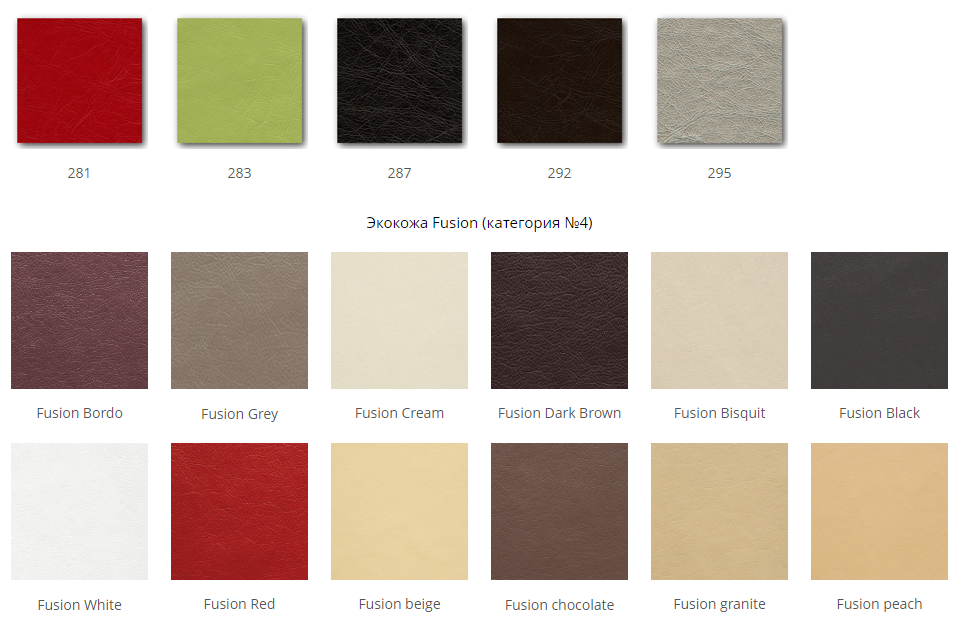 281 283 287 292 295
Экокожа Fusion (категория №4)
Fusion Bordo Fusion Grey Fusion Cream Fusion Dark Brown Fusion Bisquit Fusion Black
Fusion White Fusion Red Fusion beige Fusion chocolate Fusion granite Fusion peach